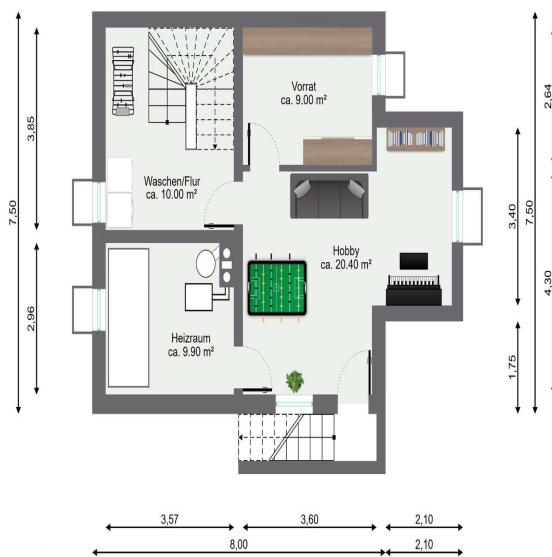 Vorrat
ca. 9.00 m²
Waschen/Flur
ca. 10.00 m²
Hobby
ca. 20.40 m²
Heizraum
ca. 9.90 m²
3,85
7,50
2,96
2,64
3,40
7,50
4,30
1,75
3,57
3,60
2,10
8,00
2,10